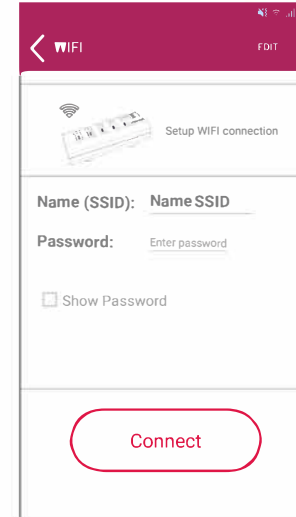 WIFI EDIT
Setup WIFI connection
Name (SSID): Name SSID
Password: Enter password
Show Password
Connect